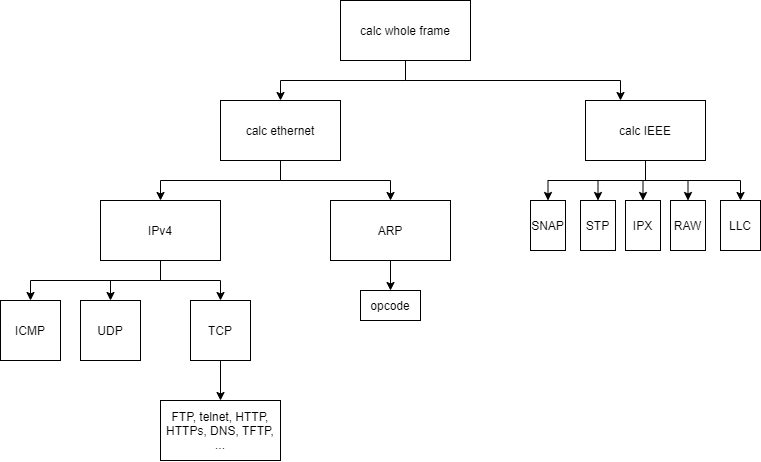 calc whole frame
calc ethernet
calc IEEE
IPv4
ARP
SNAP
STP
IPX
RAW
LLC
opcode
ICMP
UDP
TCP
FTP, telnet, HTTP,
HTTPs, DNS, TFTP,
...